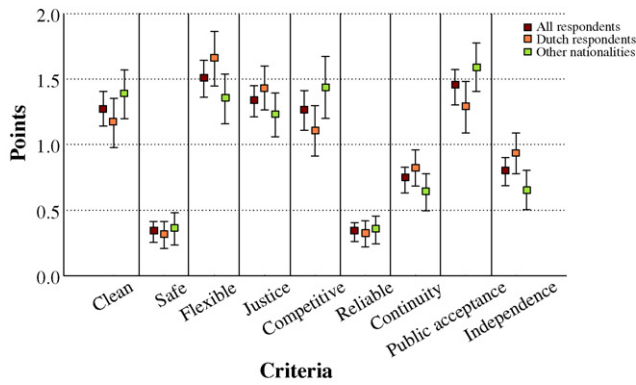 2.0
All respondents
Dutch respondents
Other nationalities
1.5
1.0
0.5
0.0
Points
Clean
Safe
Flexible
Justice
Competitive
Reliable
Continuity
Public acceptance
Independence
Criteria